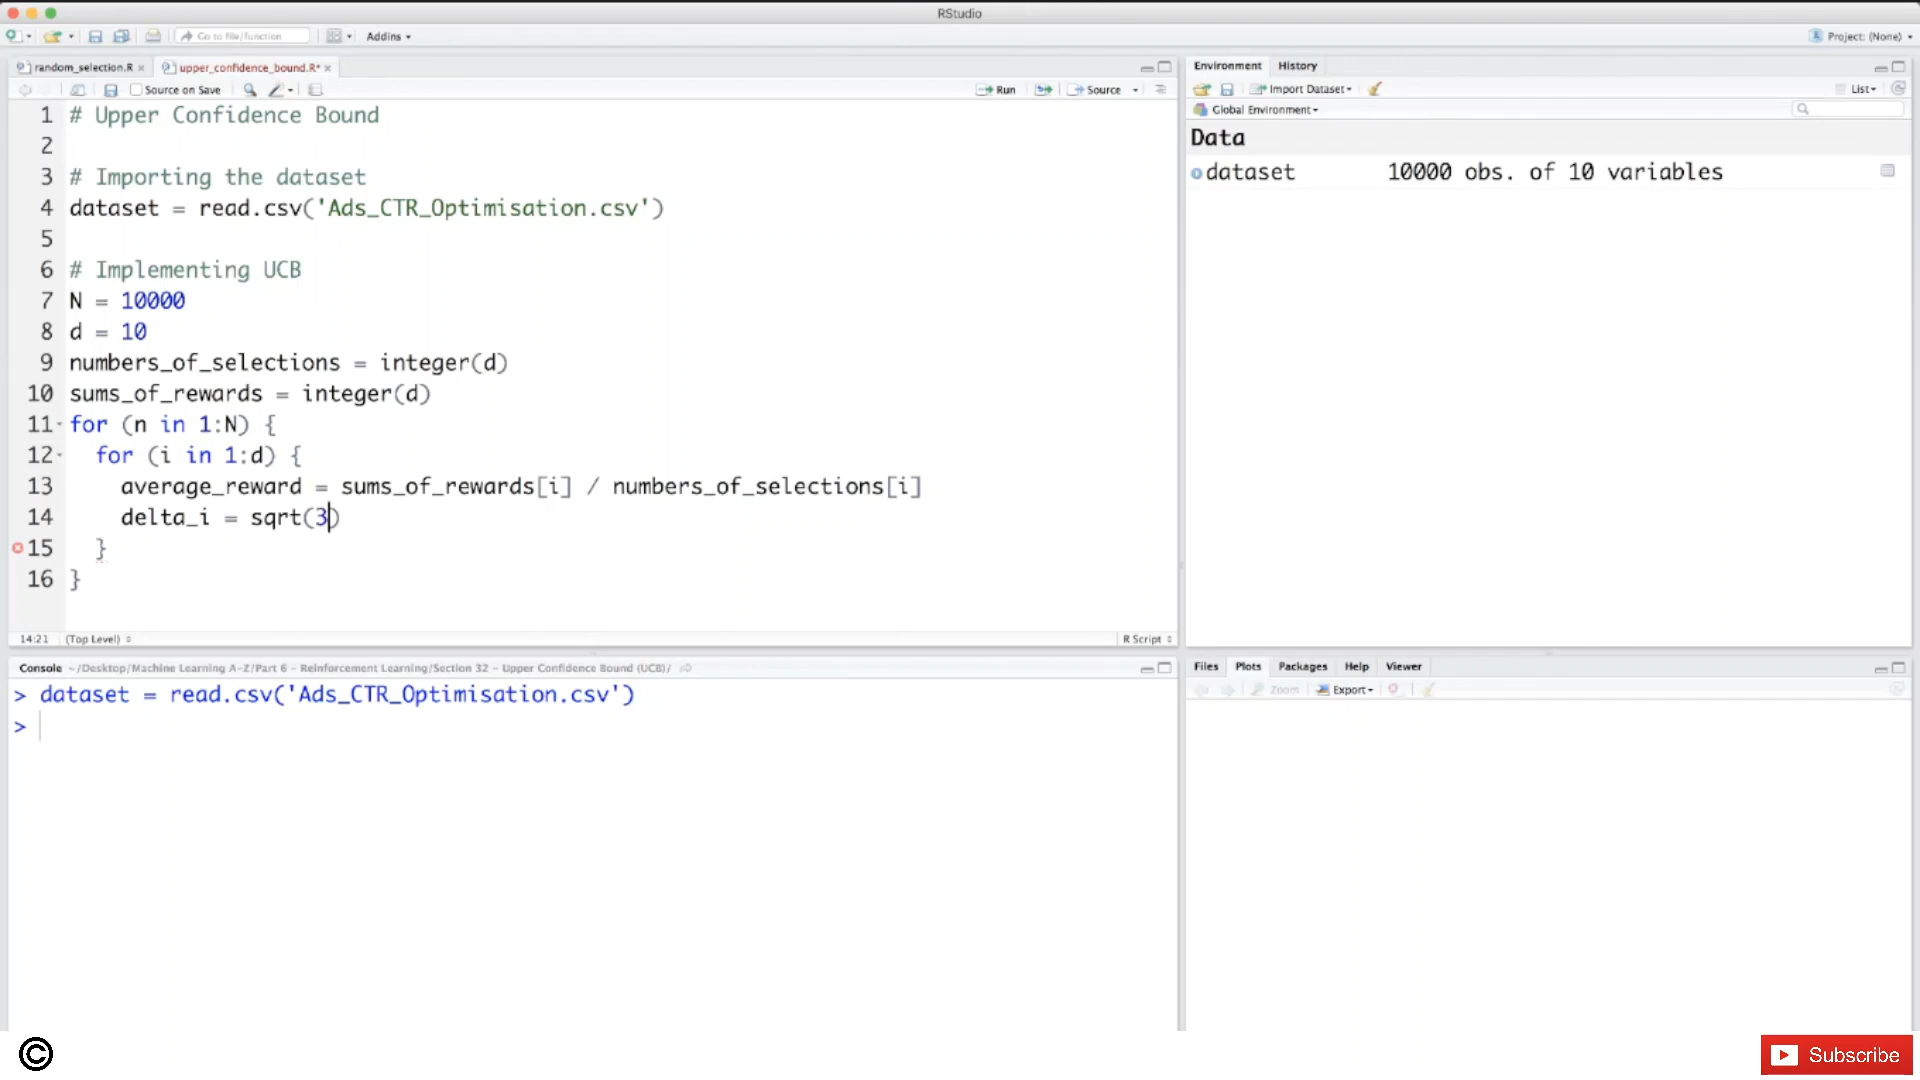 RStudio
Go to file/function
Addins
Project: (None)
random_selection.R
upper_confidence_bound.R*
Source on Save
Run
Source
1 # Upper Confidence Bound
2
3 # Importing the dataset
4 dataset = read.csv('Ads_CTR_Optimisation.csv')
5
6 # Implementing UCB
7 N = 10000
8 d = 10
9 numbers_of_selections = integer(d)
10 sums_of_rewards = integer(d)
11 for (n in 1:N) {
12 for (i in 1:d) {
13 average_reward = sums_of_rewards[i] / numbers_of_selections[i]
14 delta_i = sqrt(3)
15 }
16 }
14:21 (Top Level) R Script
Console ~/Desktop/Machine Learning A-Z/Part 6 - Reinforcement Learning/Section 32 - Upper Confidence Bound (UCB)/
> dataset = read.csv('Ads_CTR_Optimisation.csv')
>
Environment History
Import Dataset List
Global Environment
Data
dataset 10000 obs. of 10 variables
Files Plots Packages Help Viewer
Zoom Export
©
Subscribe